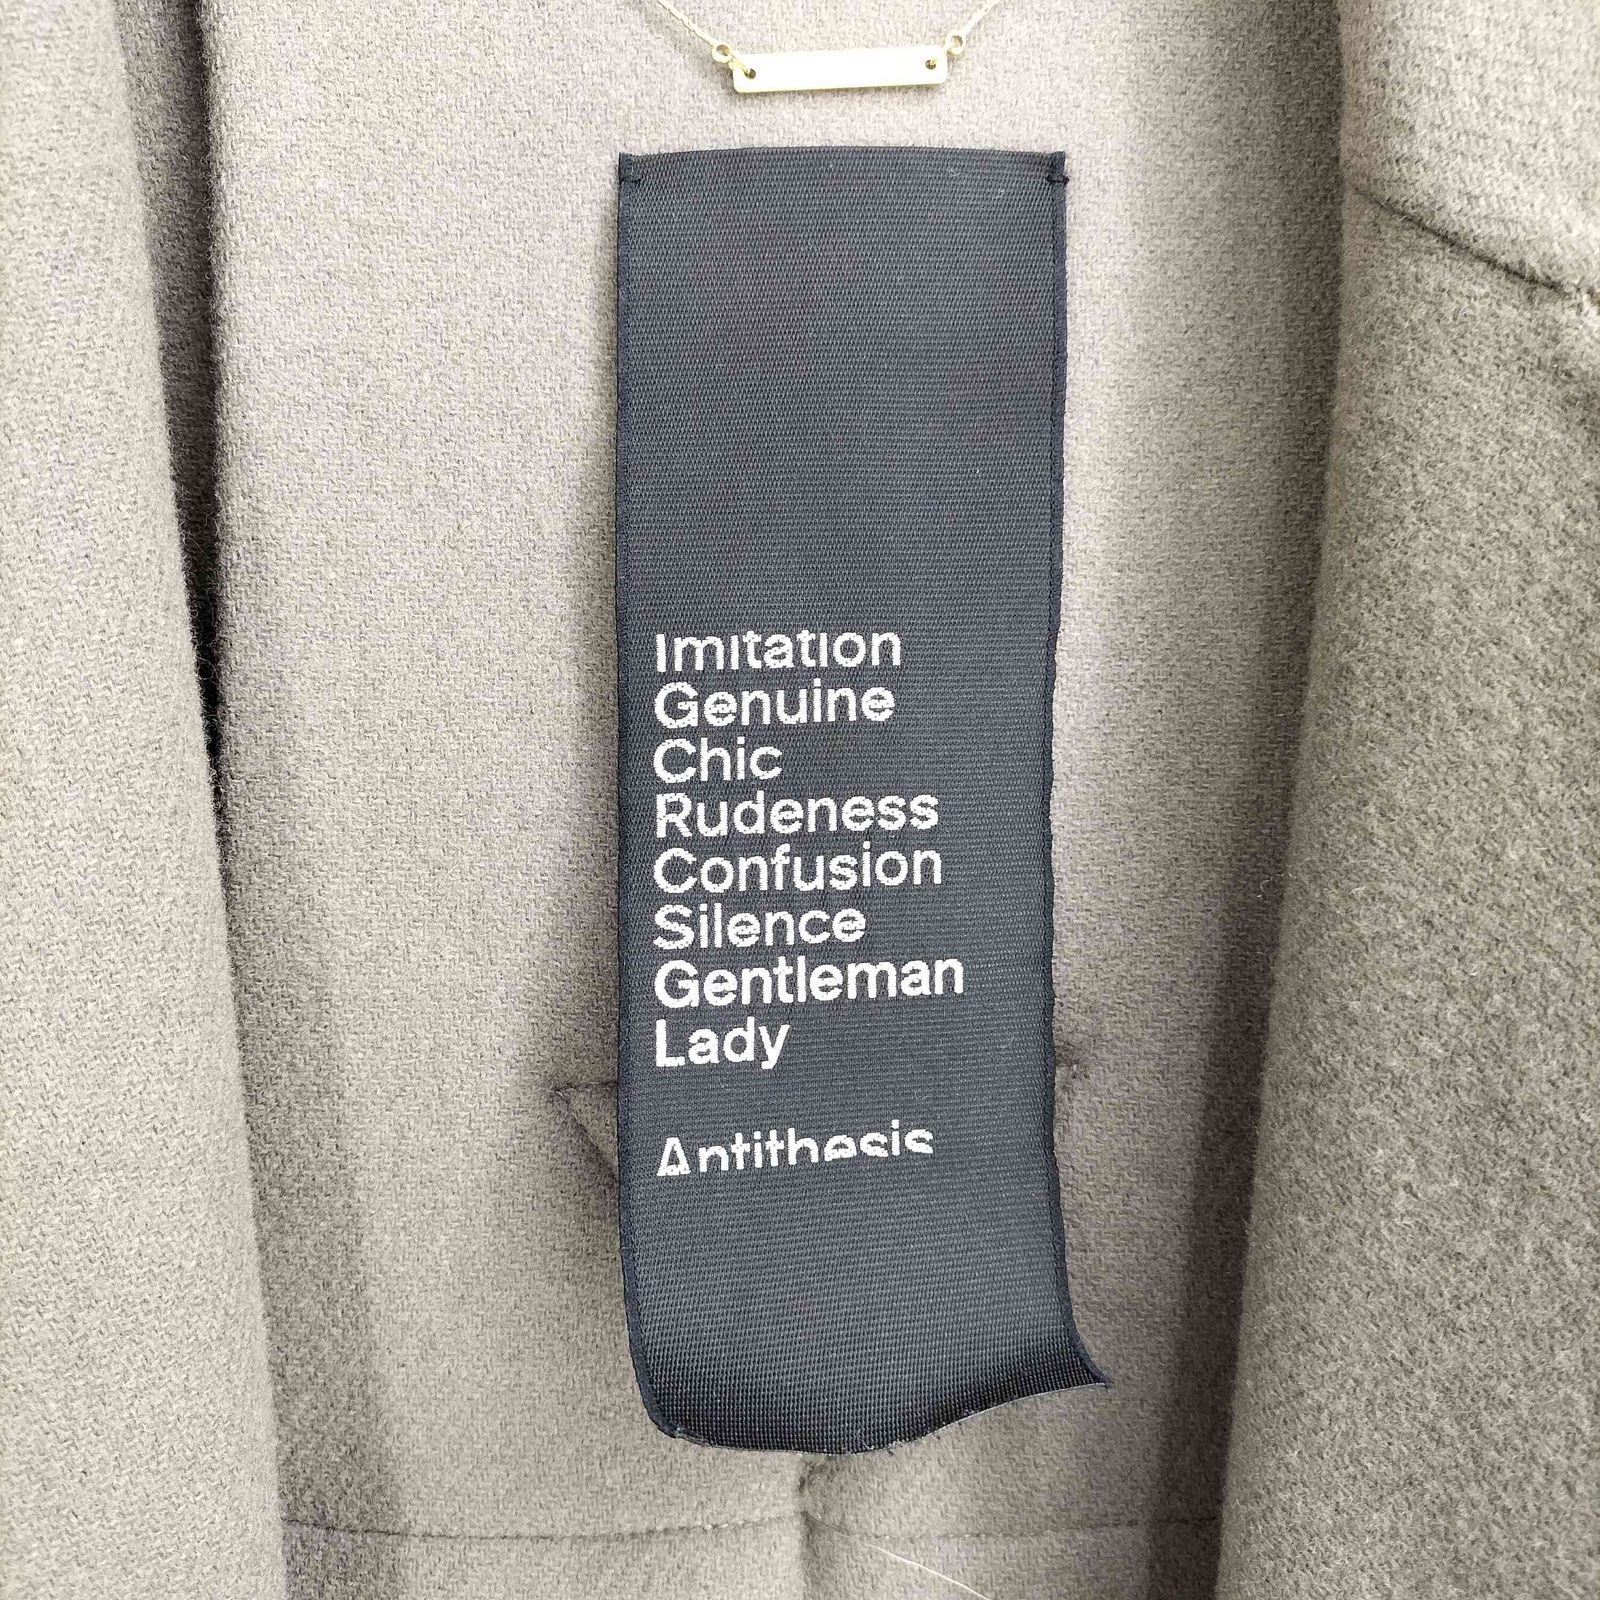 Imitation
Genuine
Chic
Rudeness
Confusion
Silence
Gentleman
Lady
Antithesis